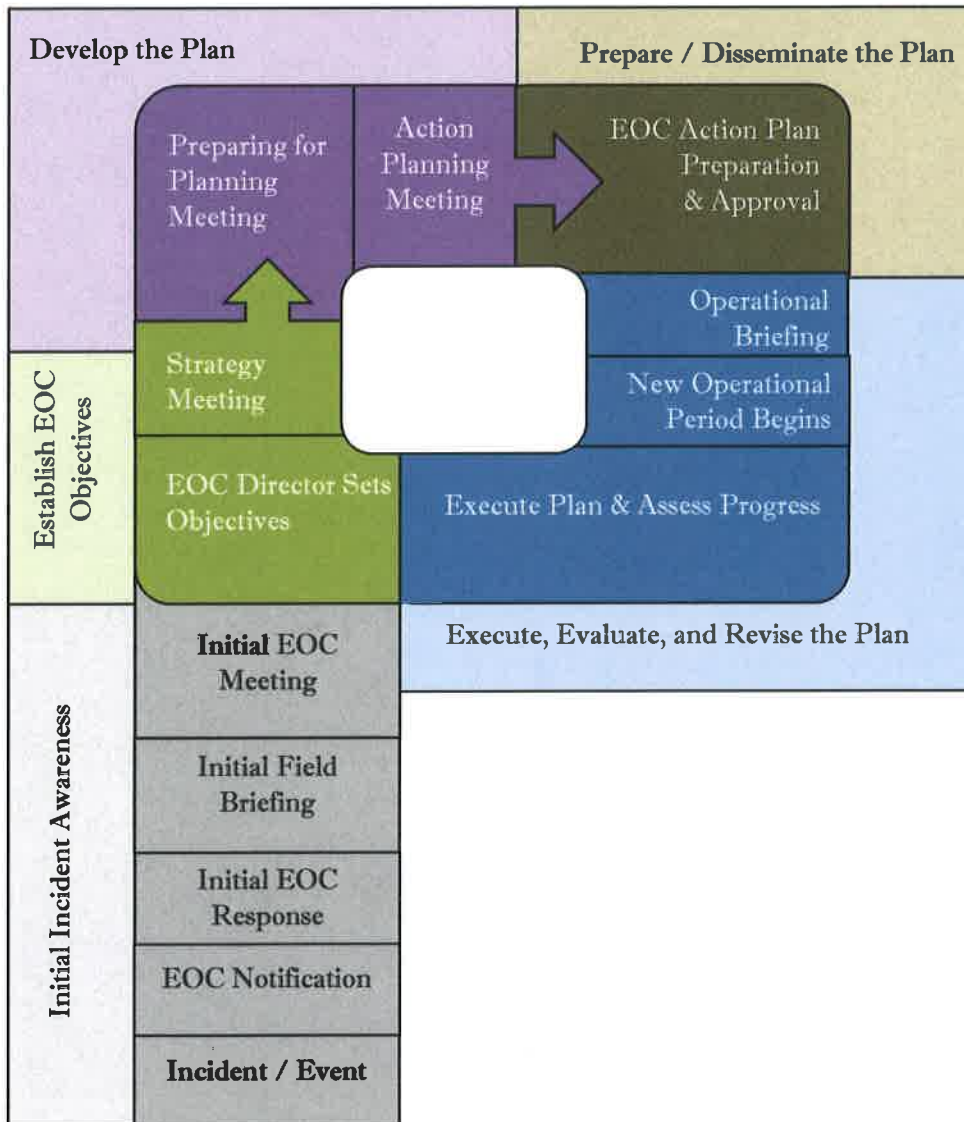 Develop the Plan
Prepare / Disseminate the Plan
Preparing for
Planning
Meeting
Action
Planning
Meeting
EOC Action Plan
Preparation
& Approval
Operational
Briefing
New Operational
Period Begins
Strategy
Meeting
Establish EOC
Objectives
EOC Director Sets
Objectives
Execute Plan & Assess Progress
Execute, Evaluate, and Revise the Plan
Initial EOC
Meeting
Initial Field
Briefing
Initial EOC
Response
EOC Notification
Incident / Event
Initial Incident Awareness